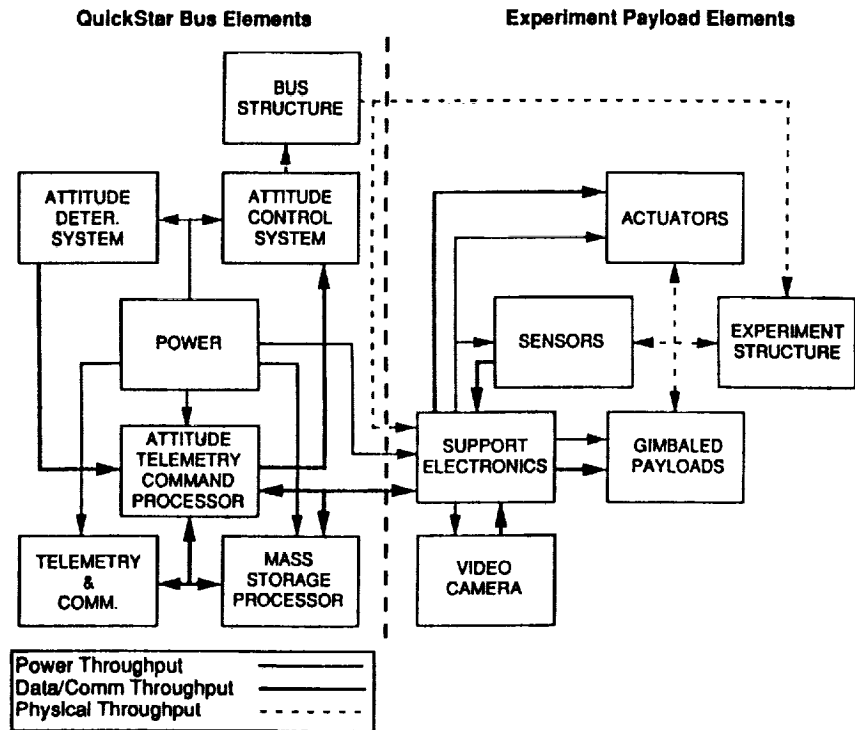 QuickStar Bus Elements
Experiment Payload Elements
BUS
STRUCTURE
ATTITUDE
DETER.
SYSTEM
ATTITUDE
CONTROL
SYSTEM
ACTUATORS
POWER
SENSORS
EXPERIMENT
STRUCTURE
ATTITUDE
TELEMETRY
COMMAND
PROCESSOR
SUPPORT
ELECTRONICS
GIMBALED
PAYLOADS
TELEMETRY
&
COMM.
MASS
STORAGE
PROCESSOR
VIDEO
CAMERA
Power Throughput
Data/Comm Throughput
Physical Throughput